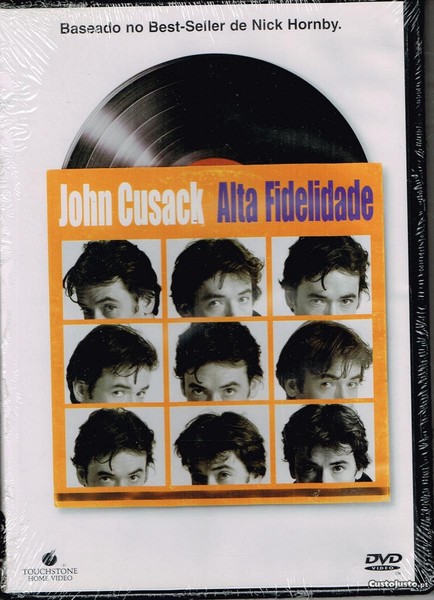 Baseado no Best-Seller de Nick Hornby.
John Cusack Alta Fidelidade
TOUCHSTONE
HOME VIDEO
DVD
VIDEO
CustoJusto.pt